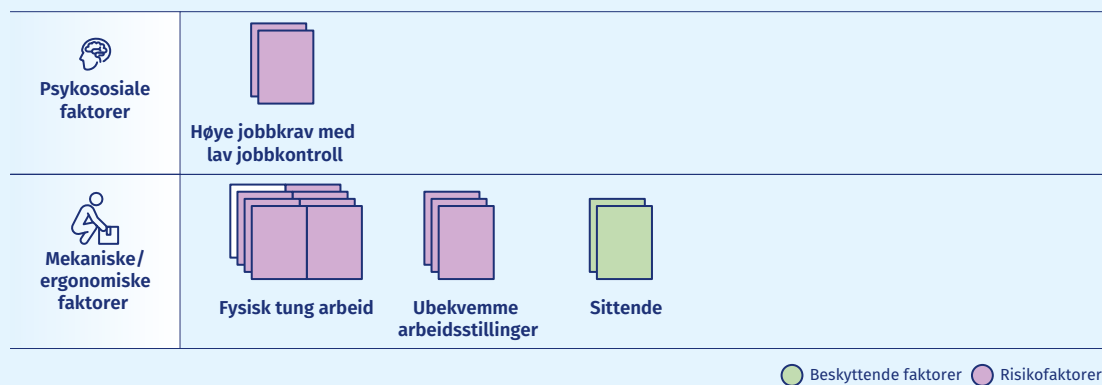 Psykososiale
faktorer
Høye jobbkrav med
lav jobbkontroll
Mekaniske/
ergonomiske
faktorer
Fysisk tung arbeid
Ubekvemme
arbeidsstillinger
Sittende
Beskyttende faktorer
Risikofaktorer